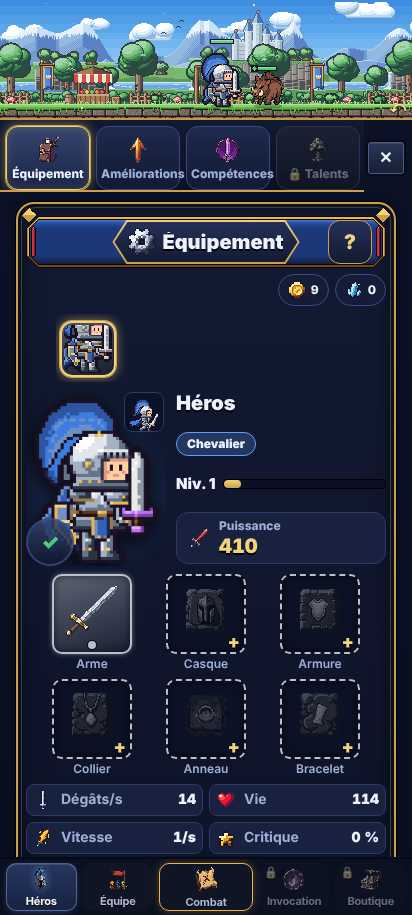 Équipement
Améliorations
Compétences
Talents
×
Équipement
?
9
0
Héros
Chevalier
Niv. 1
Puissance
410
Arme
Casque
Armure
Collier
Anneau
Bracelet
Dégâts/s 14
Vie 114
Vitesse 1/s
Critique 0 %
Héros
Équipe
Combat
Invocation
Boutique